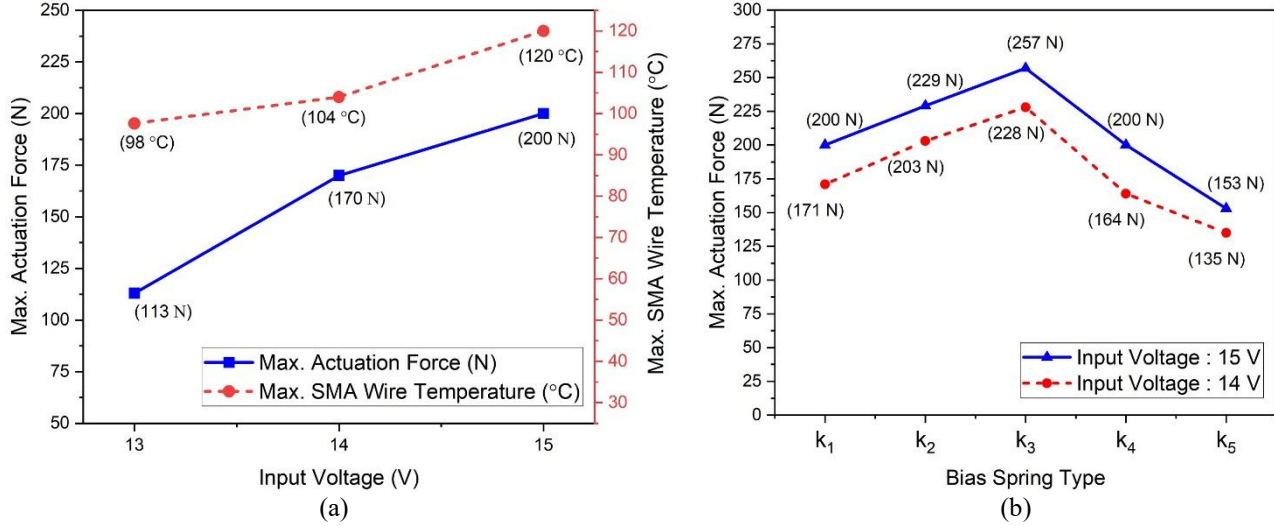 250
225
200
175
150
125
100
75
50
Max. Actuation Force (N)
120
110
100
90
80
70
60
50
40
30
Max. SMA Wire Temperature (°C)
(120 °C)
(104 °C)
(98 °C)
(200 N)
(170 N)
(113 N)
Max. Actuation Force (N)
Max. SMA Wire Temperature (°C)
13
14
15
Input Voltage (V)
(a)
300
275
250
225
200
175
150
125
100
75
50
25
0
Max. Actuation Force (N)
(257 N)
(229 N)
(200 N)
(200 N)
(228 N)
(203 N)
(171 N)
(153 N)
(164 N)
(135 N)
Input Voltage : 15 V
Input Voltage : 14 V
k₁
k₂
k₃
k₄
k₅
Bias Spring Type
(b)